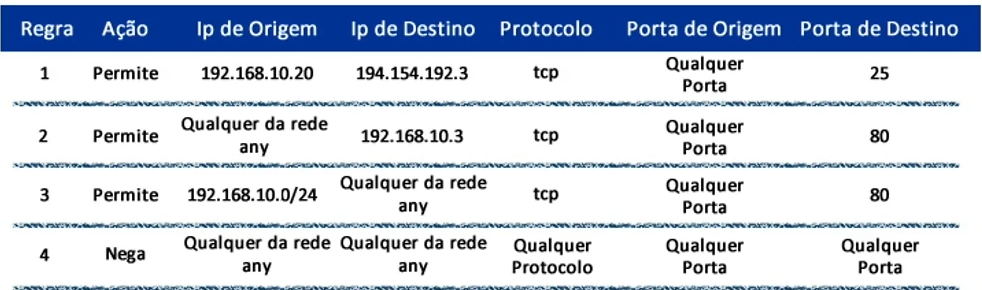 Regra Ação Ip de Origem Ip de Destino Protocolo Porta de Origem Porta de Destino
1 Permite 192.168.10.20 194.154.192.3 tcp Qualquer Porta 25
2 Permite Qualquer da rede any 192.168.10.3 tcp Qualquer Porta 80
3 Permite 192.168.10.0/24 Qualquer da rede any tcp Qualquer Porta 80
4 Nega Qualquer da rede any Qualquer da rede any Qualquer Protocolo Qualquer Porta Qualquer Porta